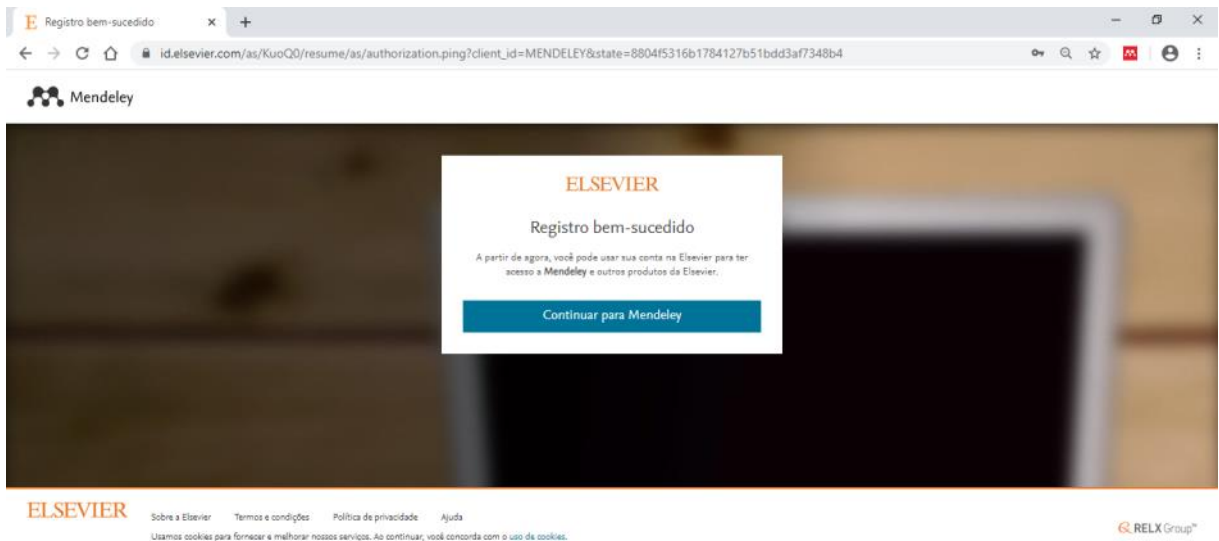 Registro bem-sucedido
id.elsevier.com/as/KuoQ0/resume/as/authorization.ping?client_id=MENDELEY&state=8804f5316b1784127b51bdd3af7348b4
Mendeley
ELSEVIER
Registro bem-sucedido
A partir de agora, você pode usar sua conta na Elsevier para ter
acesso a Mendeley e outros produtos da Elsevier.
Continuar para Mendeley
ELSEVIER
Sobre a Elsevier Termos e condições Política de privacidade Ajuda
Usamos cookies para fornecer e melhorar nossos serviços. Ao continuar, você concorda com o uso de cookies.
RELX Group™